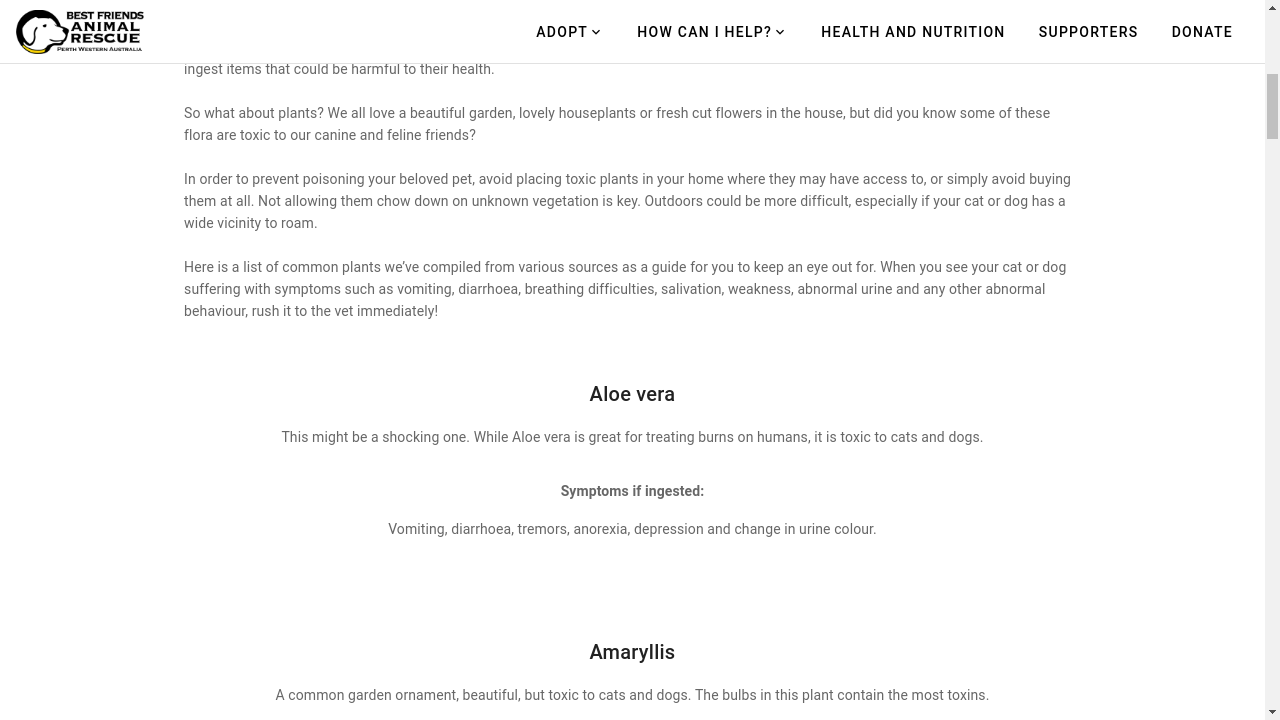 BEST FRIENDS
ANIMAL
RESCUE
PERTH WESTERN AUSTRALIA
ADOPT
HOW CAN I HELP?
HEALTH AND NUTRITION
SUPPORTERS
DONATE
ingest items that could be harmful to their health.
So what about plants? We all love a beautiful garden, lovely houseplants or fresh cut flowers in the house, but did you know some of these
flora are toxic to our canine and feline friends?
In order to prevent poisoning your beloved pet, avoid placing toxic plants in your home where they may have access to, or simply avoid buying
them at all. Not allowing them chow down on unknown vegetation is key. Outdoors could be more difficult, especially if your cat or dog has a
wide vicinity to roam.
Here is a list of common plants we’ve compiled from various sources as a guide for you to keep an eye out for. When you see your cat or dog
suffering with symptoms such as vomiting, diarrhoea, breathing difficulties, salivation, weakness, abnormal urine and any other abnormal
behaviour, rush it to the vet immediately!
Aloe vera
This might be a shocking one. While Aloe vera is great for treating burns on humans, it is toxic to cats and dogs.
Symptoms if ingested:
Vomiting, diarrhoea, tremors, anorexia, depression and change in urine colour.
Amaryllis
A common garden ornament, beautiful, but toxic to cats and dogs. The bulbs in this plant contain the most toxins.